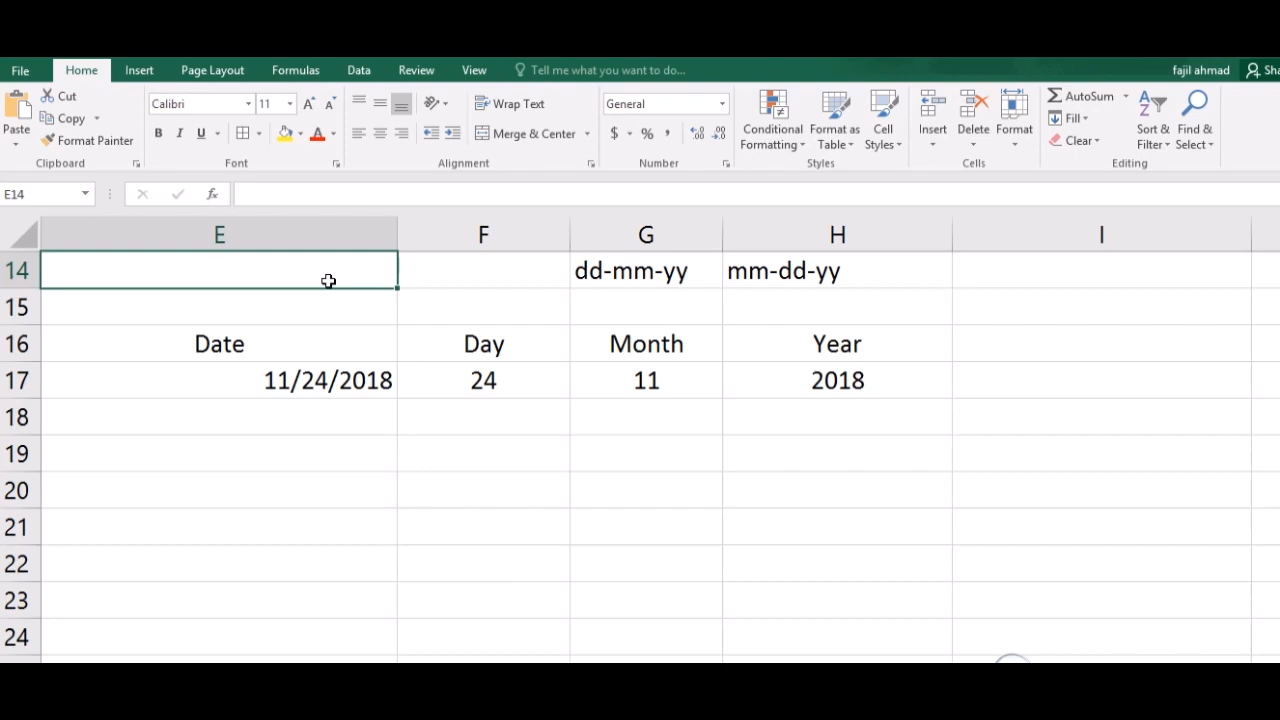 File Home Insert Page Layout Formulas Data Review View Tell me what you want to do... fajil ahmad Sha
Paste Cut Copy Format Painter
Calibri 11
B I U
Wrap Text
Merge & Center
General
$ %
Conditional Formatting
Format as Table
Cell Styles
Insert Delete Format
AutoSum
Fill
Clear
Sort & Filter
Find & Select
Clipboard Font Alignment Number Styles Cells Editing
E14 fx
E F G H I
14 dd-mm-yy mm-dd-yy
15
16 Date Day Month Year
17 11/24/2018 24 11 2018
18
19
20
21
22
23
24